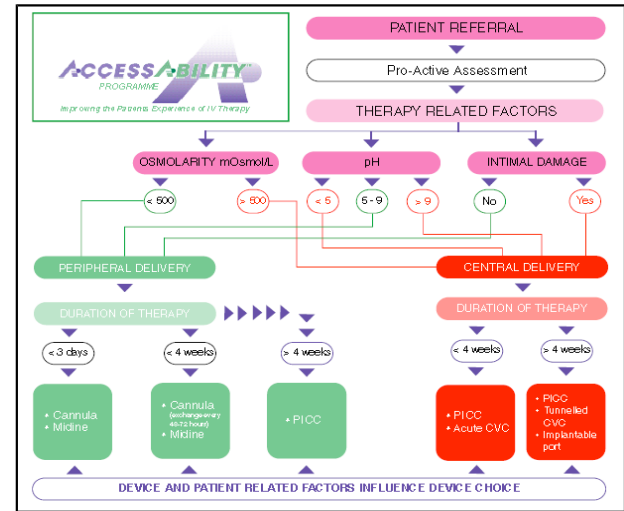 PATIENT REFERRAL
ACCESSABILITY
PROGRAMME
Improving the Patients Experience of IV Therapy
Pro-Active Assessment
THERAPY RELATED FACTORS
OSMOLARITY mOsmol/L
pH
INTIMAL DAMAGE
< 500
> 500
< 5
5 - 9
> 9
No
Yes
PERIPHERAL DELIVERY
CENTRAL DELIVERY
DURATION OF THERAPY
DURATION OF THERAPY
< 3 days
< 4 weeks
> 4 weeks
< 4 weeks
> 4 weeks
Cannula
Midline
Cannula
(exchange every
48-72 hours)
Midline
PICC
PICC
Acute CVC
PICC
Tunnelled
CVC
Implantable
port
DEVICE AND PATIENT RELATED FACTORS INFLUENCE DEVICE CHOICE